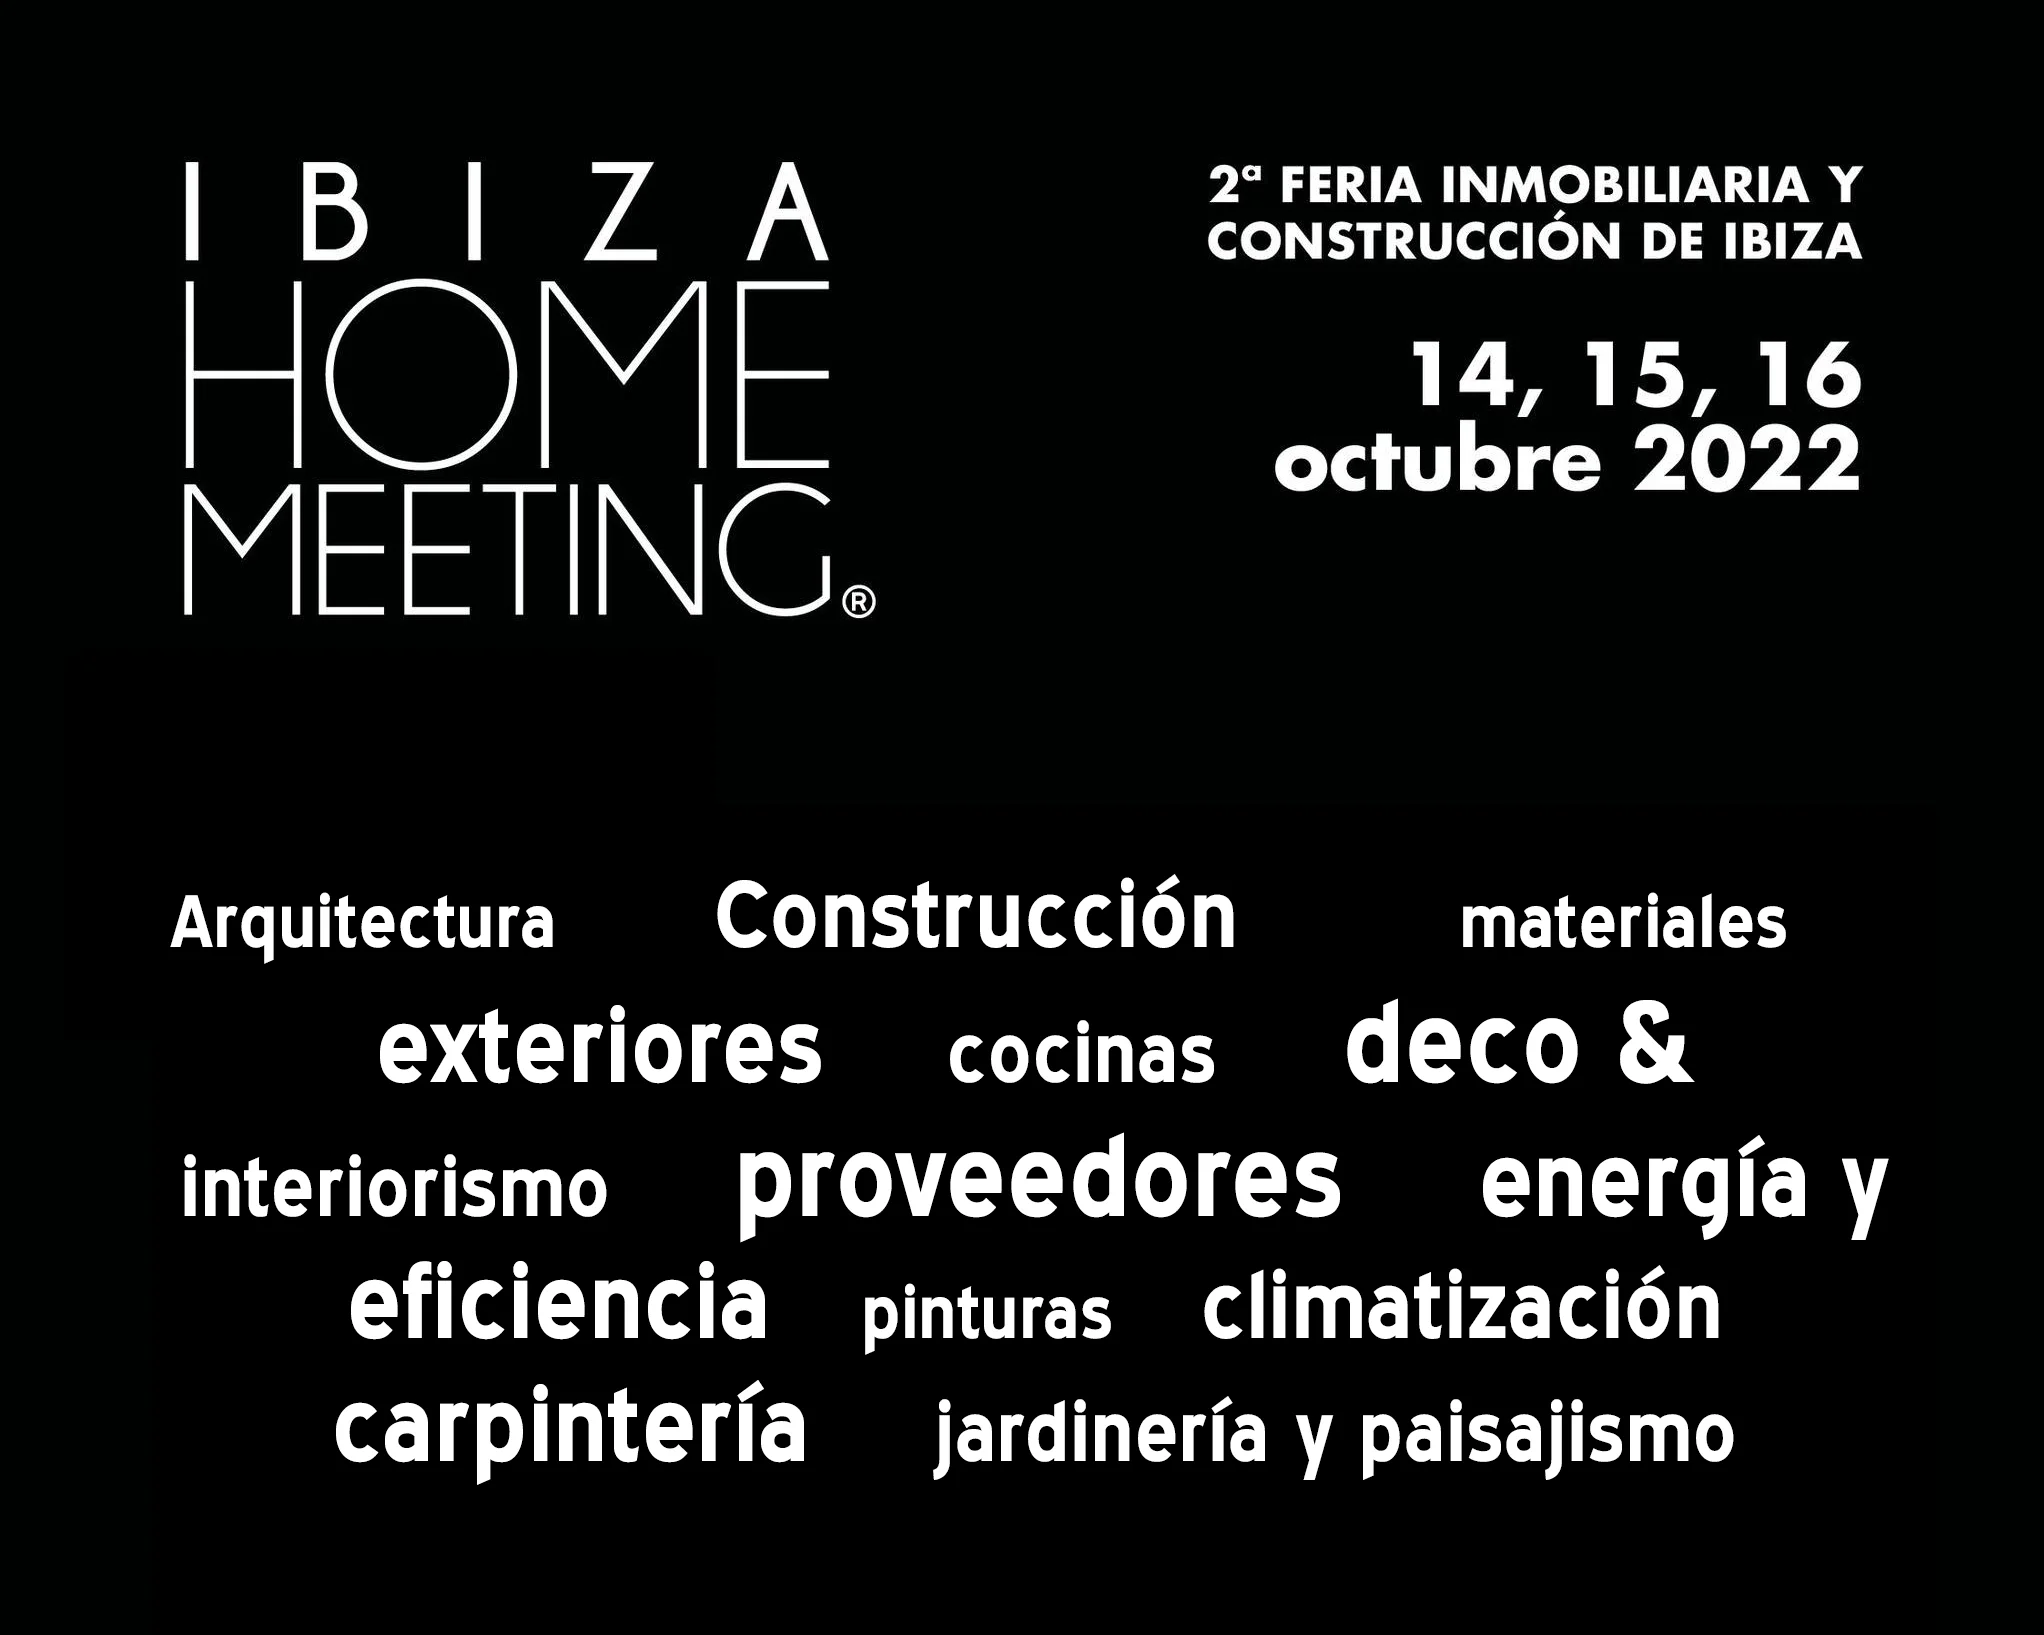 IBIZA
HOME
MEETING®
2ª FERIA INMOBILIARIA Y
CONSTRUCCIÓN DE IBIZA
14, 15, 16
octubre 2022
Arquitectura Construcción materiales
exteriores cocinas deco &
interiorismo proveedores energía y
eficiencia pinturas climatización
carpintería jardinería y paisajismo